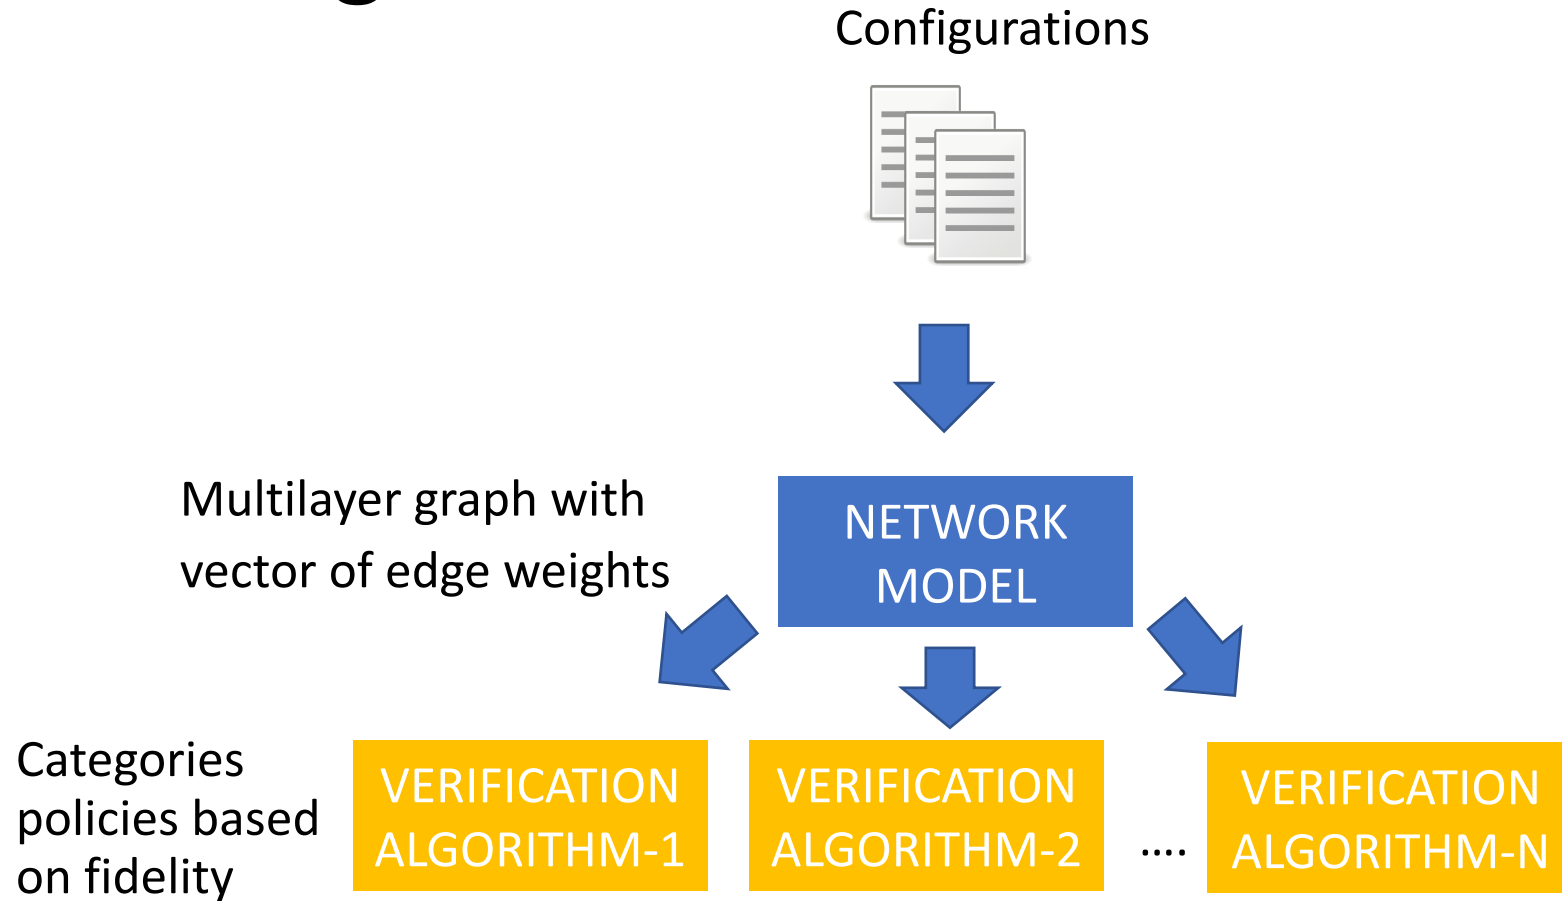 Configurations
Multilayer graph with
vector of edge weights
NETWORK
MODEL
Categories
policies based
on fidelity
VERIFICATION
ALGORITHM-1
VERIFICATION
ALGORITHM-2
....
VERIFICATION
ALGORITHM-N